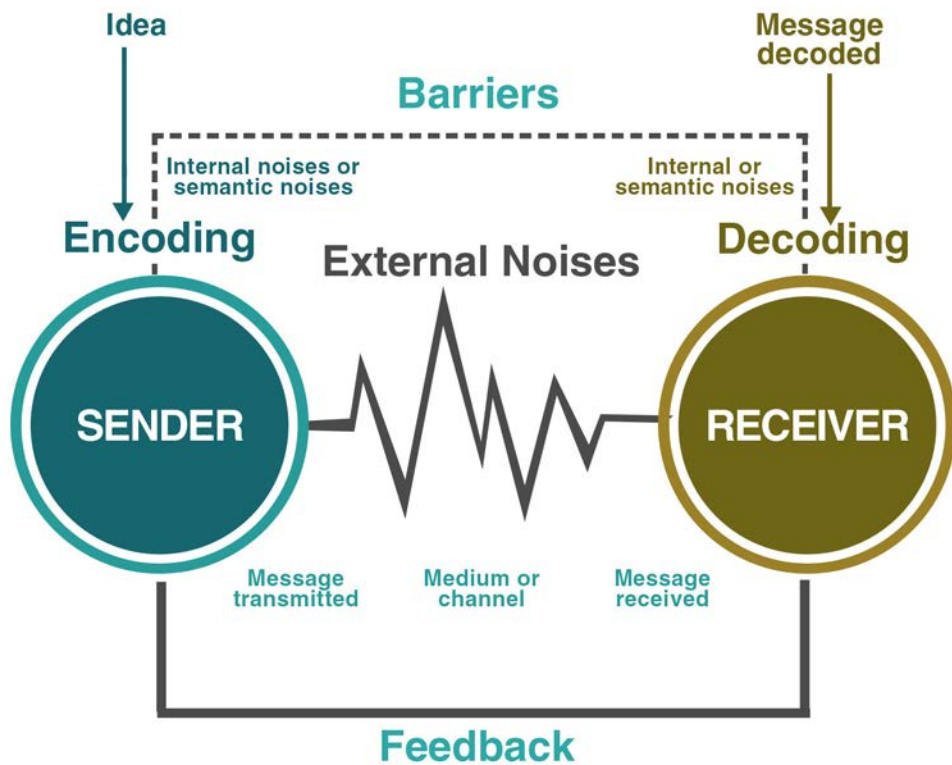 Idea
Message
decoded
Barriers
Internal noises or
semantic noises
Internal or
semantic noises
Encoding
Decoding
External Noises
SENDER
RECEIVER
Message
transmitted
Medium or
channel
Message
received
Feedback